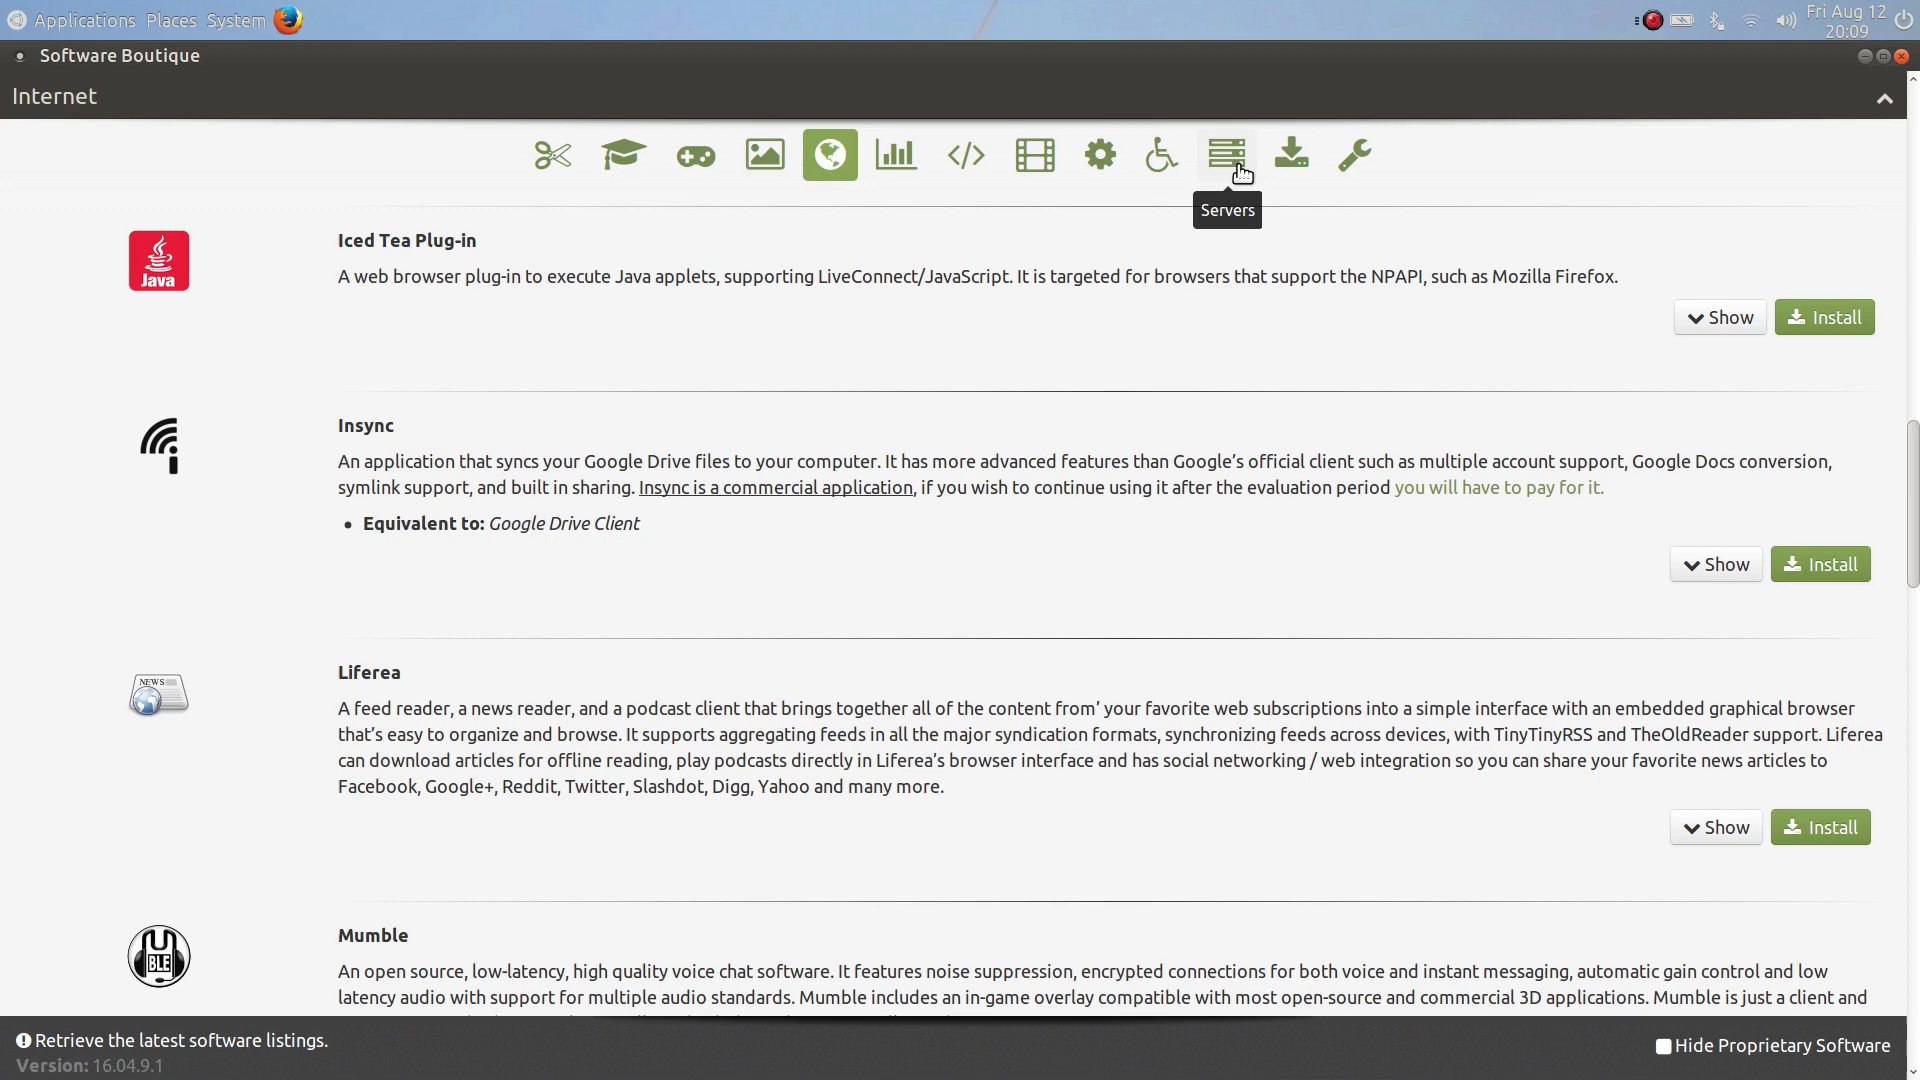 Applications Places System
Fri Aug 12
20:09
Software Boutique
Internet
Servers
Java
Iced Tea Plug-in
A web browser plug-in to execute Java applets, supporting LiveConnect/JavaScript. It is targeted for browsers that support the NPAPI, such as Mozilla Firefox.
Show Install
Insync
An application that syncs your Google Drive files to your computer. It has more advanced features than Google’s official client such as multiple account support, Google Docs conversion,
symlink support, and built in sharing. Insync is a commercial application, if you wish to continue using it after the evaluation period you will have to pay for it.
• Equivalent to: Google Drive Client
Show Install
NEWS
Liferea
A feed reader, a news reader, and a podcast client that brings together all of the content from’ your favorite web subscriptions into a simple interface with an embedded graphical browser
that’s easy to organize and browse. It supports aggregating feeds in all the major syndication formats, synchronizing feeds across devices, with TinyTinyRSS and TheOldReader support. Liferea
can download articles for offline reading, play podcasts directly in Liferea’s browser interface and has social networking / web integration so you can share your favorite news articles to
Facebook, Google+, Reddit, Twitter, Slashdot, Digg, Yahoo and many more.
Show Install
BLE
Mumble
An open source, low-latency, high quality voice chat software. It features noise suppression, encrypted connections for both voice and instant messaging, automatic gain control and low
latency audio with support for multiple audio standards. Mumble includes an in-game overlay compatible with most open-source and commercial 3D applications. Mumble is just a client and
Retrieve the latest software listings.
Version: 16.04.9.1
Hide Proprietary Software